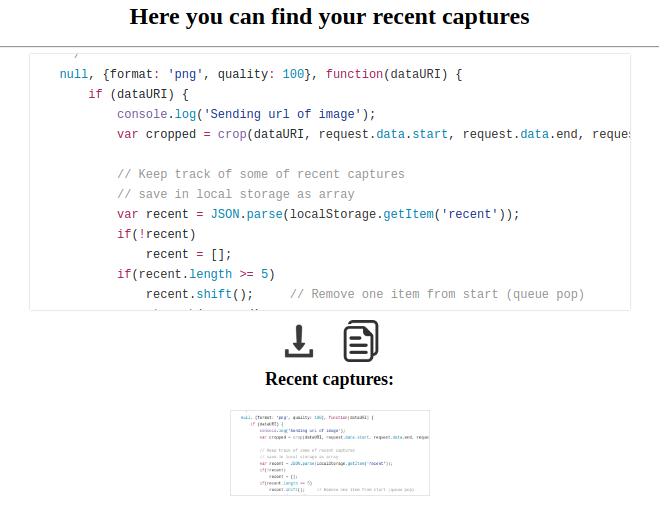 Here you can find your recent captures
null, {format: 'png', quality: 100}, function(dataURI) {
if (dataURI) {
console.log('Sending url of image');
var cropped = crop(dataURI, request.data.start, request.data.end, reques
// Keep track of some of recent captures
// save in local storage as array
var recent = JSON.parse(localStorage.getItem('recent'));
if(!recent)
recent = [];
if(recent.length >= 5)
recent.shift(); // Remove one item from start (queue pop)
Recent captures:
null, {format: 'png', quality: 100}, function(dataURI) {
if (dataURI) {
console.log('Sending url of image');
var cropped = crop(dataURI, request.data.start, request.data.end, reques
// Keep track of some of recent captures
// save in local storage as array
var recent = JSON.parse(localStorage.getItem('recent'));
if(!recent)
recent = [];
if(recent.length >= 5)
recent.shift(); // Remove one item from start (queue pop)